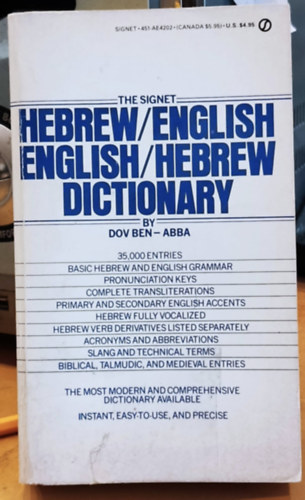 SIGNET • 451-AE4202 • (CANADA $5.95) • U.S. $4.95
THE SIGNET
HEBREW/ENGLISH
ENGLISH/HEBREW
DICTIONARY
BY
DOV BEN–ABBA
35,000 ENTRIES
BASIC HEBREW AND ENGLISH GRAMMAR
PRONUNCIATION KEYS
COMPLETE TRANSLITERATIONS
PRIMARY AND SECONDARY ENGLISH ACCENTS
HEBREW FULLY VOCALIZED
HEBREW VERB DERIVATIVES LISTED SEPARATELY
ACRONYMS AND ABBREVIATIONS
SLANG AND TECHNICAL TERMS
BIBLICAL, TALMUDIC, AND MEDIEVAL ENTRIES
THE MOST MODERN AND COMPREHENSIVE
DICTIONARY AVAILABLE
INSTANT, EASY-TO-USE, AND PRECISE